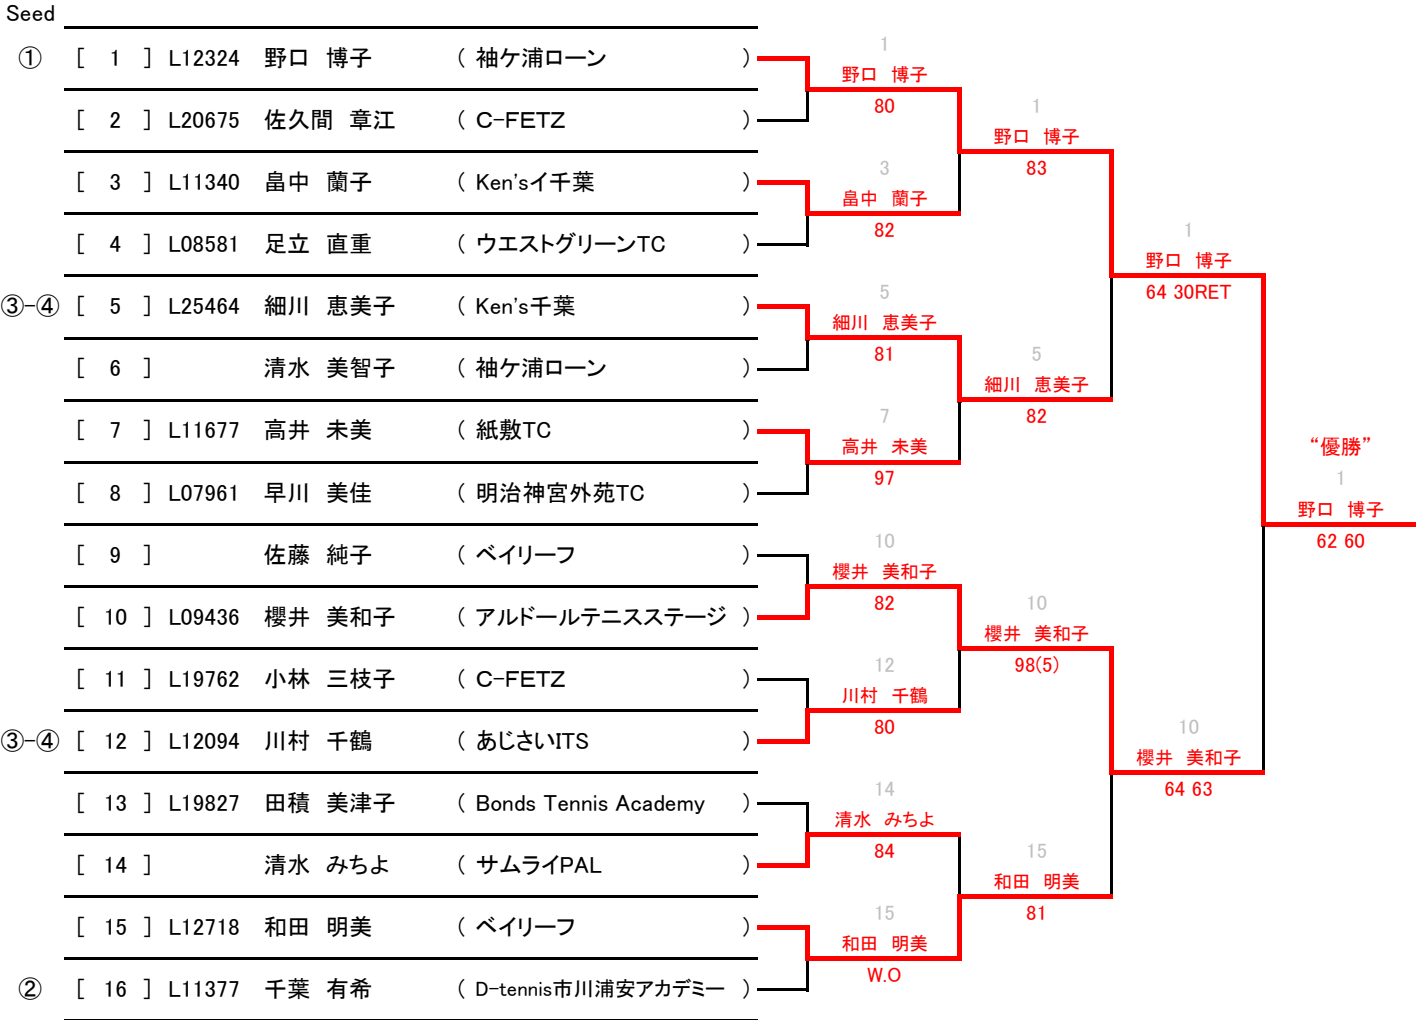 Seed
① [ 1 ] L12324 野口 博子 ( 袖ケ浦ローン )
[ 2 ] L20675 佐久間 章江 ( C-FETZ )
[ 3 ] L11340 畠中 蘭子 ( Ken'sイ千葉 )
[ 4 ] L08581 足立 直重 ( ウエストグリーンTC )
③-④ [ 5 ] L25464 細川 恵美子 ( Ken's千葉 )
[ 6 ] 清水 美智子 ( 袖ケ浦ローン )
[ 7 ] L11677 高井 未美 ( 紙敷TC )
[ 8 ] L07961 早川 美佳 ( 明治神宮外苑TC )
[ 9 ] 佐藤 純子 ( ベイリーフ )
[ 10 ] L09436 櫻井 美和子 ( アルドールテニスステージ )
[ 11 ] L19762 小林 三枝子 ( C-FETZ )
③-④ [ 12 ] L12094 川村 千鶴 ( あじさいITS )
[ 13 ] L19827 田積 美津子 ( Bonds Tennis Academy )
[ 14 ] 清水 みちよ ( サムライPAL )
[ 15 ] L12718 和田 明美 ( ベイリーフ )
② [ 16 ] L11377 千葉 有希 ( D-tennis市川浦安アカデミー )
1
野口 博子
80
3
畠中 蘭子
82
5
細川 恵美子
81
7
高井 未美
97
10
櫻井 美和子
82
12
川村 千鶴
80
14
清水 みちよ
84
15
和田 明美
W.O
1
野口 博子
83
5
細川 恵美子
82
10
櫻井 美和子
98(5)
15
和田 明美
81
1
野口 博子
64 30RET
10
櫻井 美和子
64 63
“優勝”
1
野口 博子
62 60